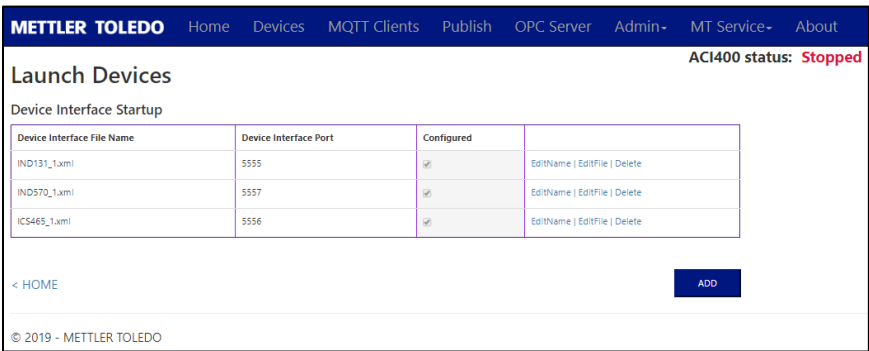 METTLER TOLEDO Home Devices MQTT Clients Publish OPC Server Admin MT Service About
ACI400 status: Stopped
Launch Devices
Device Interface Startup
Device Interface File Name Device Interface Port Configured
IND131_1.xml 5555 EditName | EditFile | Delete
IND570_1.xml 5557 EditName | EditFile | Delete
ICS465_1.xml 5556 EditName | EditFile | Delete
< HOME ADD
© 2019 - METTLER TOLEDO